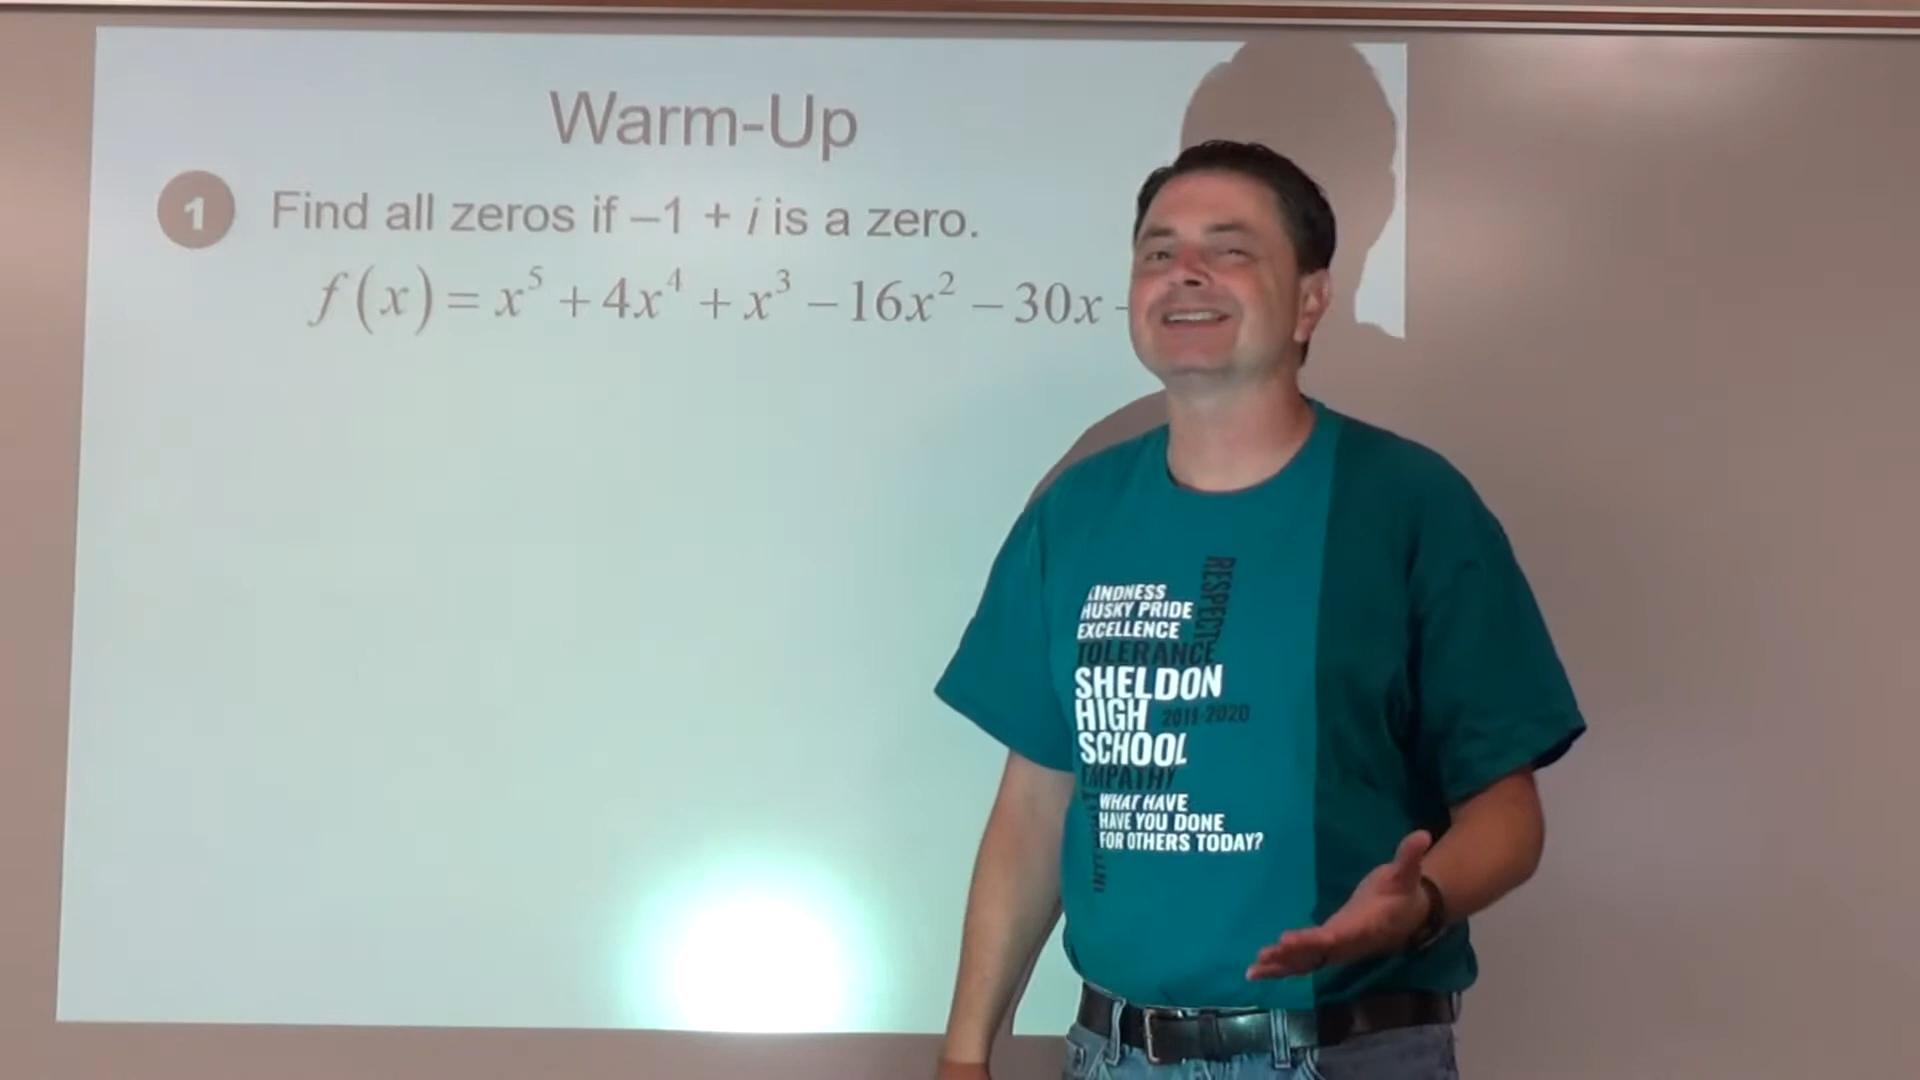 Warm-Up
1 Find all zeros if –1 + i is a zero.
f(x) = x⁵ + 4x⁴ + x³ – 16x² – 30x -
RESPECT
KINDNESS
HUSKY PRIDE
EXCELLENCE
TOLERANCE
SHELDON
HIGH 2011-2020
SCHOOL
EMPATHY
WHAT HAVE
HAVE YOU DONE
FOR OTHERS TODAY?